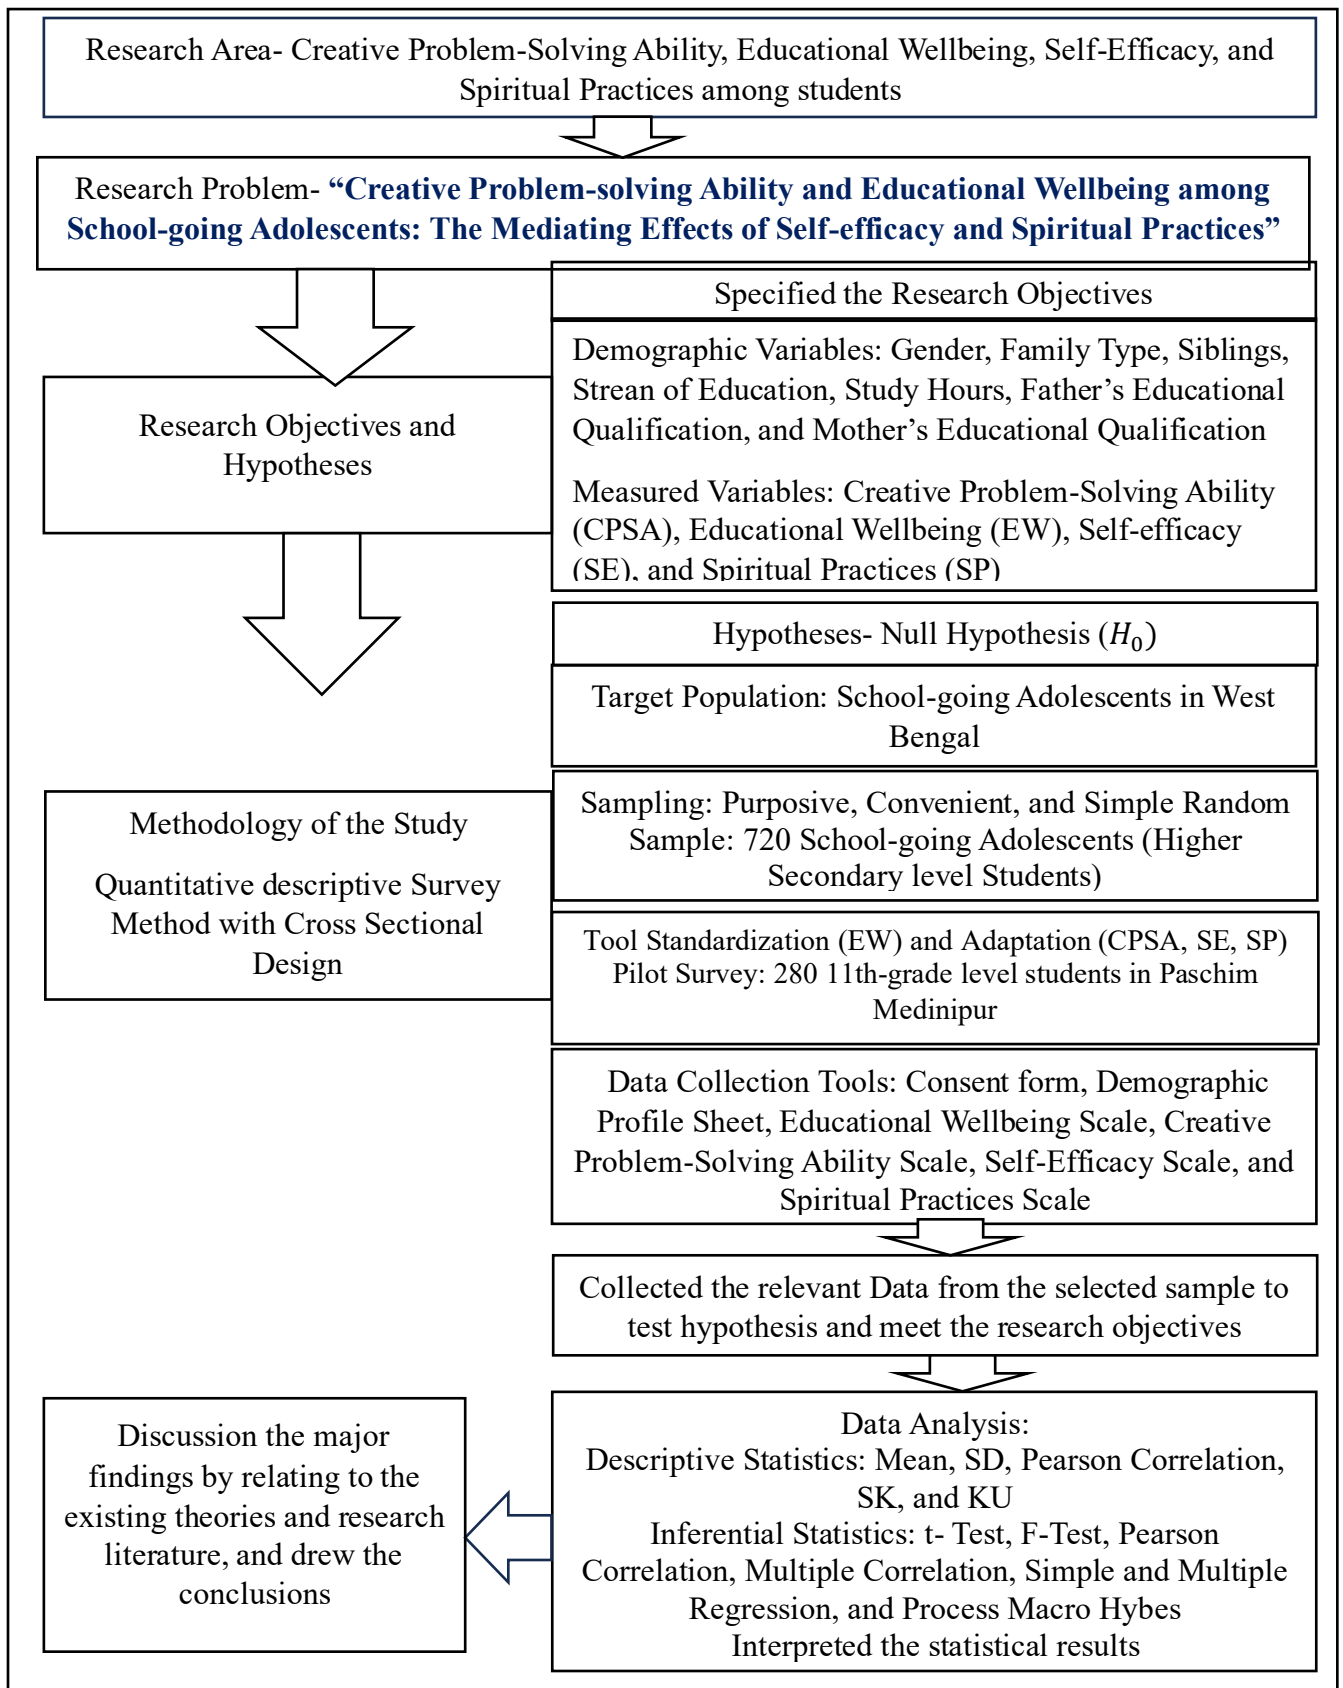 Research Area- Creative Problem-Solving Ability, Educational Wellbeing, Self-Efficacy, and
Spiritual Practices among students
Research Problem- “Creative Problem-solving Ability and Educational Wellbeing among
School-going Adolescents: The Mediating Effects of Self-efficacy and Spiritual Practices”
Specified the Research Objectives
Demographic Variables: Gender, Family Type, Siblings,
Strean of Education, Study Hours, Father’s Educational
Qualification, and Mother’s Educational Qualification
Measured Variables: Creative Problem-Solving Ability
(CPSA), Educational Wellbeing (EW), Self-efficacy
(SE), and Spiritual Practices (SP)
Research Objectives and
Hypotheses
Hypotheses- Null Hypothesis (H₀)
Target Population: School-going Adolescents in West
Bengal
Sampling: Purposive, Convenient, and Simple Random
Sample: 720 School-going Adolescents (Higher
Secondary level Students)
Methodology of the Study
Quantitative descriptive Survey
Method with Cross Sectional
Design
Tool Standardization (EW) and Adaptation (CPSA, SE, SP)
Pilot Survey: 280 11th-grade level students in Paschim
Medinipur
Data Collection Tools: Consent form, Demographic
Profile Sheet, Educational Wellbeing Scale, Creative
Problem-Solving Ability Scale, Self-Efficacy Scale, and
Spiritual Practices Scale
Collected the relevant Data from the selected sample to
test hypothesis and meet the research objectives
Data Analysis:
Descriptive Statistics: Mean, SD, Pearson Correlation,
SK, and KU
Inferential Statistics: t- Test, F-Test, Pearson
Correlation, Multiple Correlation, Simple and Multiple
Regression, and Process Macro Hybes
Interpreted the statistical results
Discussion the major
findings by relating to the
existing theories and research
literature, and drew the
conclusions